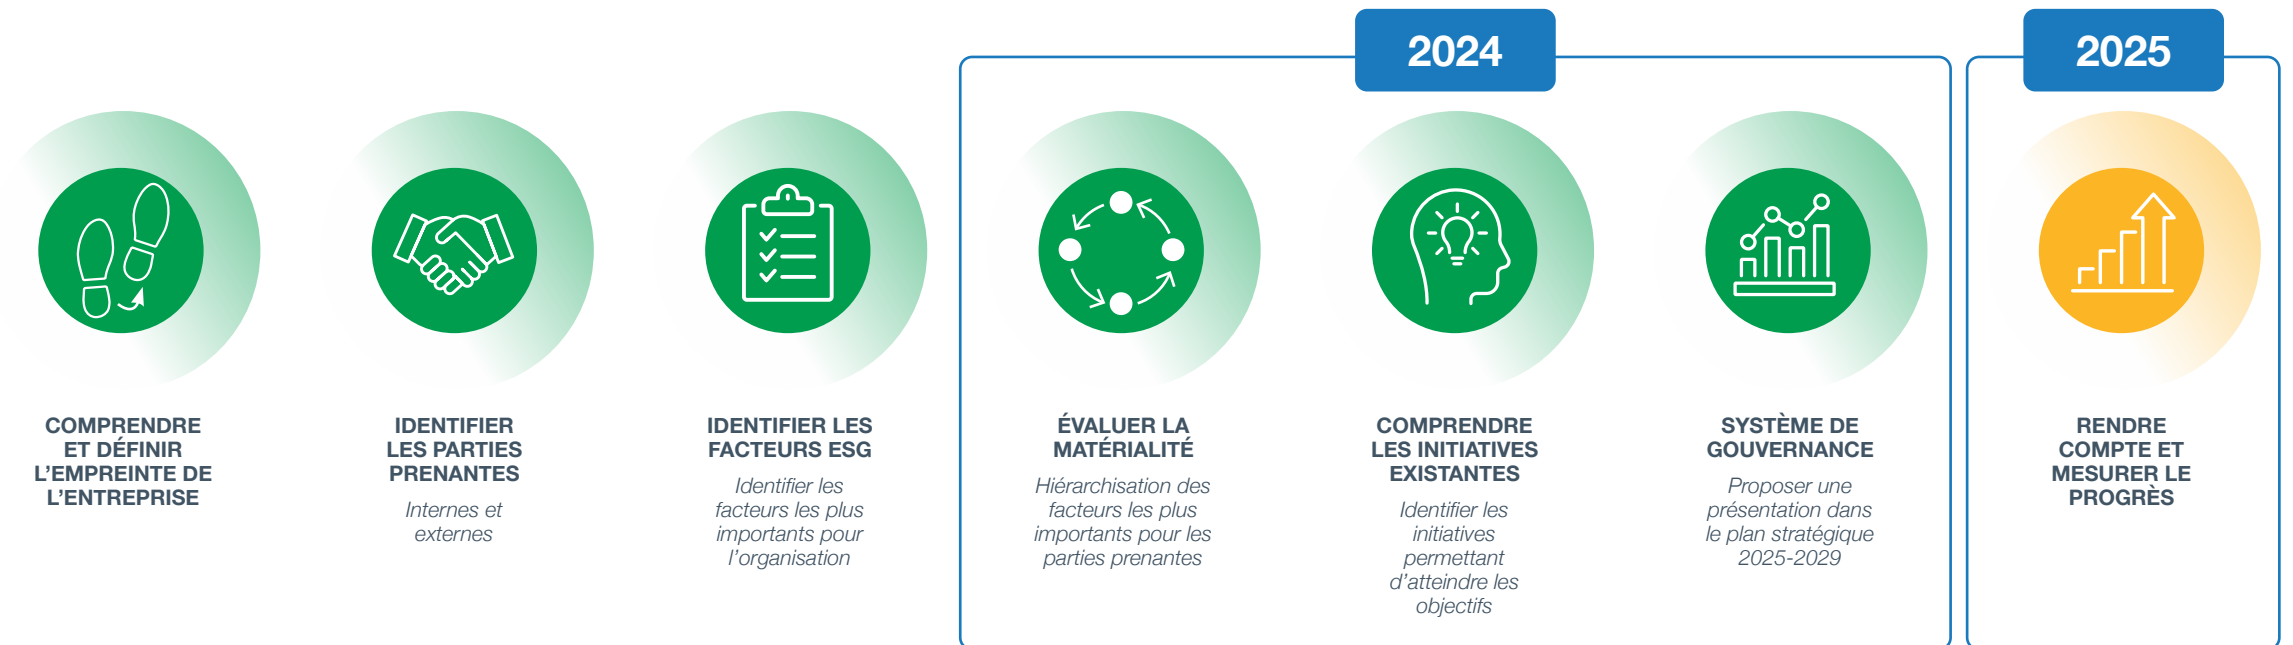 2024
2025
COMPRENDRE
ET DÉFINIR
L’EMPREINTE DE
L’ENTREPRISE
IDENTIFIER
LES PARTIES
PRENANTES
Internes et
externes
IDENTIFIER LES
FACTEURS ESG
Identifier les
facteurs les plus
importants pour
l’organisation
ÉVALUER LA
MATÉRIALITÉ
Hiérarchisation des
facteurs les plus
importants pour les
parties prenantes
COMPRENDRE
LES INITIATIVES
EXISTANTES
Identifier les
initiatives
permettant
d’atteindre les
objectifs
SYSTÈME DE
GOUVERNANCE
Proposer une
présentation dans
le plan stratégique
2025-2029
RENDRE
COMPTE ET
MESURER LE
PROGRÈS